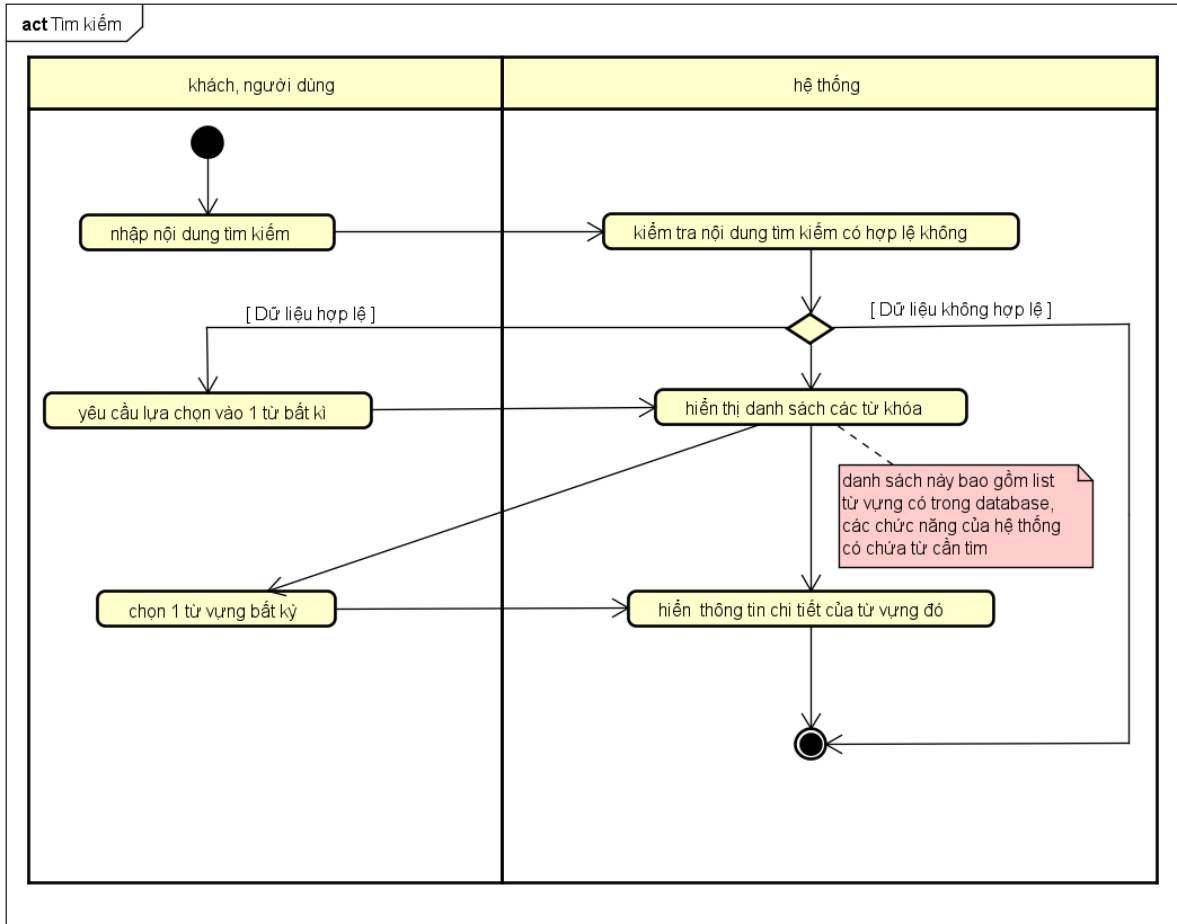 act Tìm kiếm
khách, người dùng
hệ thống
nhập nội dung tìm kiếm
kiểm tra nội dung tìm kiếm có hợp lệ không
[ Dữ liệu hợp lệ ]
[ Dữ liệu không hợp lệ ]
yêu cầu lựa chọn vào 1 từ bất kì
hiển thị danh sách các từ khóa
danh sách này bao gồm list
từ vựng có trong database,
các chức năng của hệ thống
có chứa từ cần tìm
chọn 1 từ vựng bất kỳ
hiển thông tin chi tiết của từ vựng đó